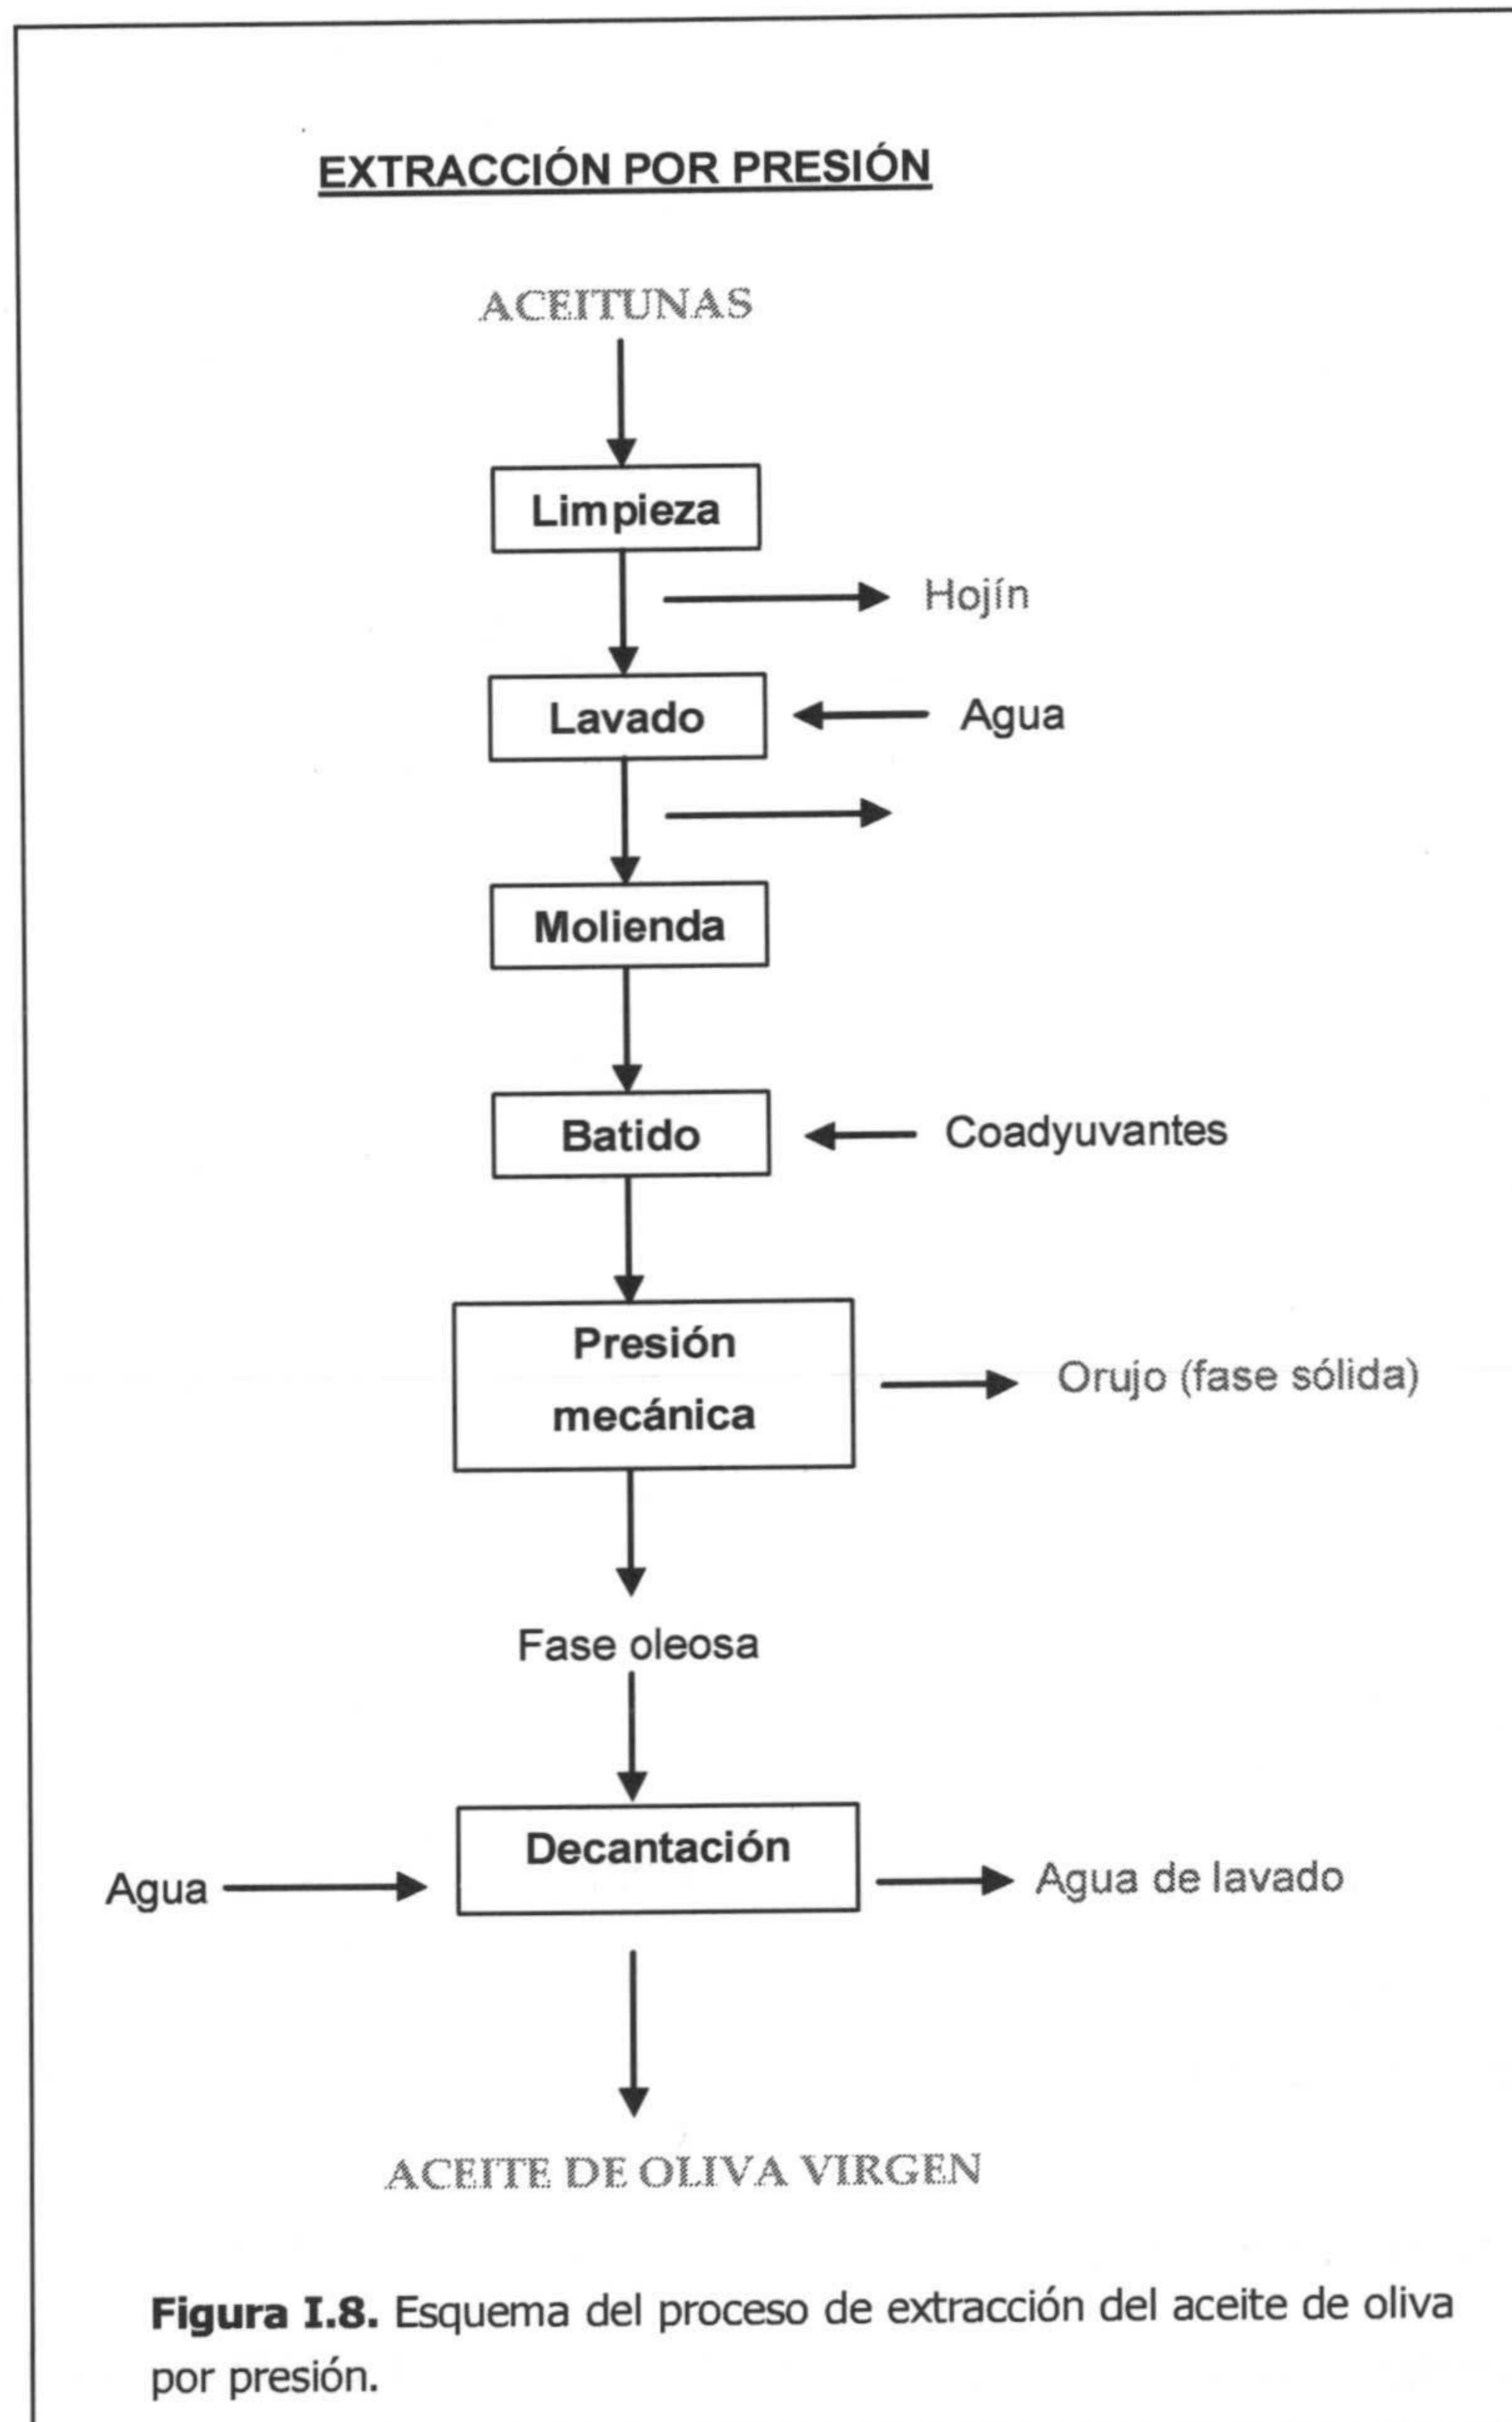 EXTRACCIÓN POR PRESIÓN
ACEITUNAS
Limpieza
Hojín
Lavado
Agua
Molienda
Batido
Coadyuvantes
Presión
mecánica
Orujo (fase sólida)
Fase oleosa
Decantación
Agua
Agua de lavado
ACEITE DE OLIVA VIRGEN
Figura I.8. Esquema del proceso de extracción del aceite de oliva
por presión.